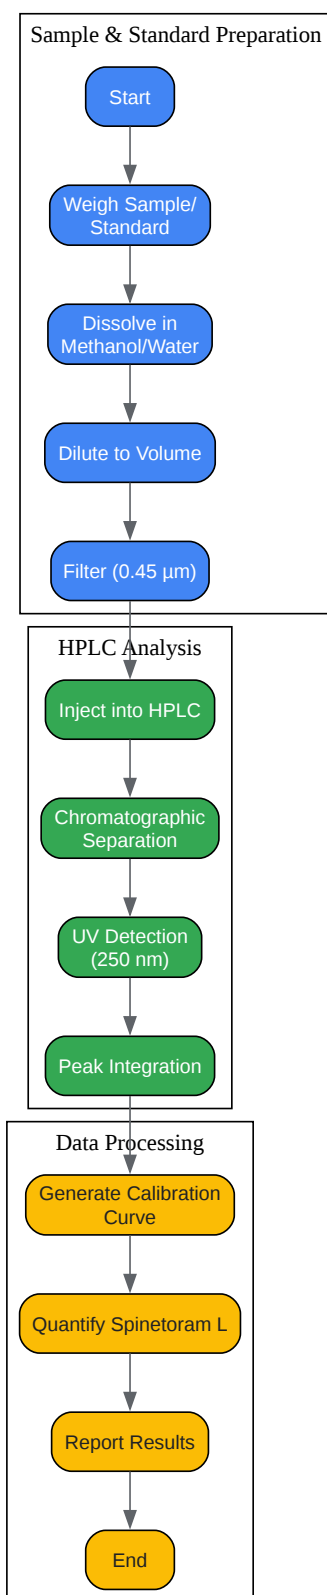 Sample & Standard Preparation
Start
Weigh Sample/
Standard
Dissolve in
Methanol/Water
Dilute to Volume
Filter (0.45 µm)
HPLC Analysis
Inject into HPLC
Chromatographic
Separation
UV Detection
(250 nm)
Peak Integration
Data Processing
Generate Calibration
Curve
Quantify Spinetoram L
Report Results
End